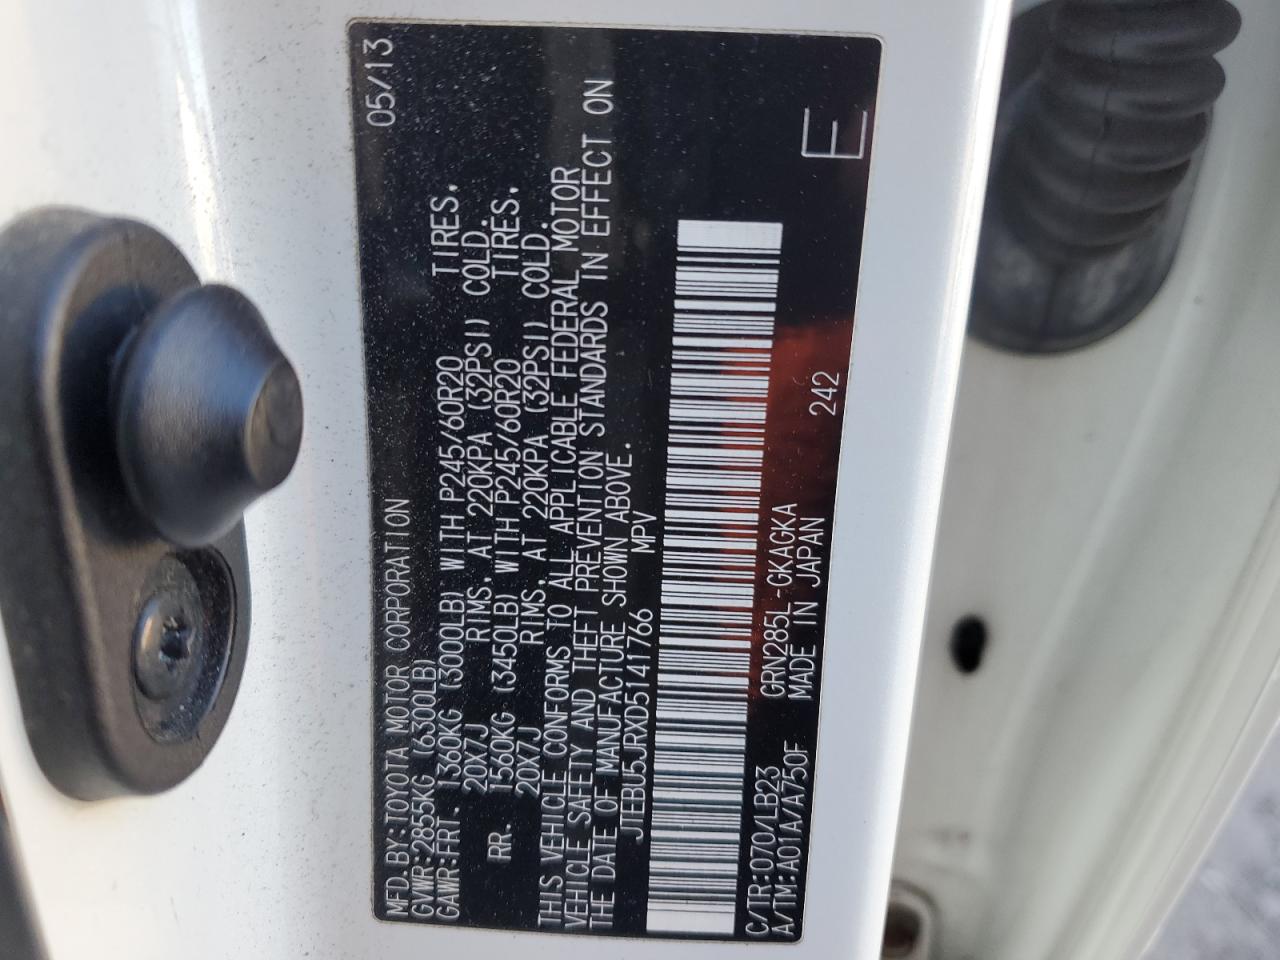 MFD.BY:TOYOTA MOTOR CORPORATION 05/13
GVWR:2855KG (6300LB)
GAWR:FRT. 1360KG (3000LB) WITH P245/60R20 TIRES.
20X7J RIMS, AT 220KPA (32PSI) COLD.
RR. 1560KG (3450LB) WITH P245/60R20 TIRES.
20X7J RIMS, AT 220KPA (32PSI) COLD.
THIS VEHICLE CONFORMS TO ALL APPLICABLE FEDERAL MOTOR
VEHICLE SAFETY AND THEFT PREVENTION STANDARDS IN EFFECT ON
THE DATE OF MANUFACTURE SHOWN ABOVE.
JTEBU5JRXD5141766 MPV
C/TR:070/LB23 GRN285L-GKAGKA
A/TM:A01A/A750F MADE IN JAPAN 242
E